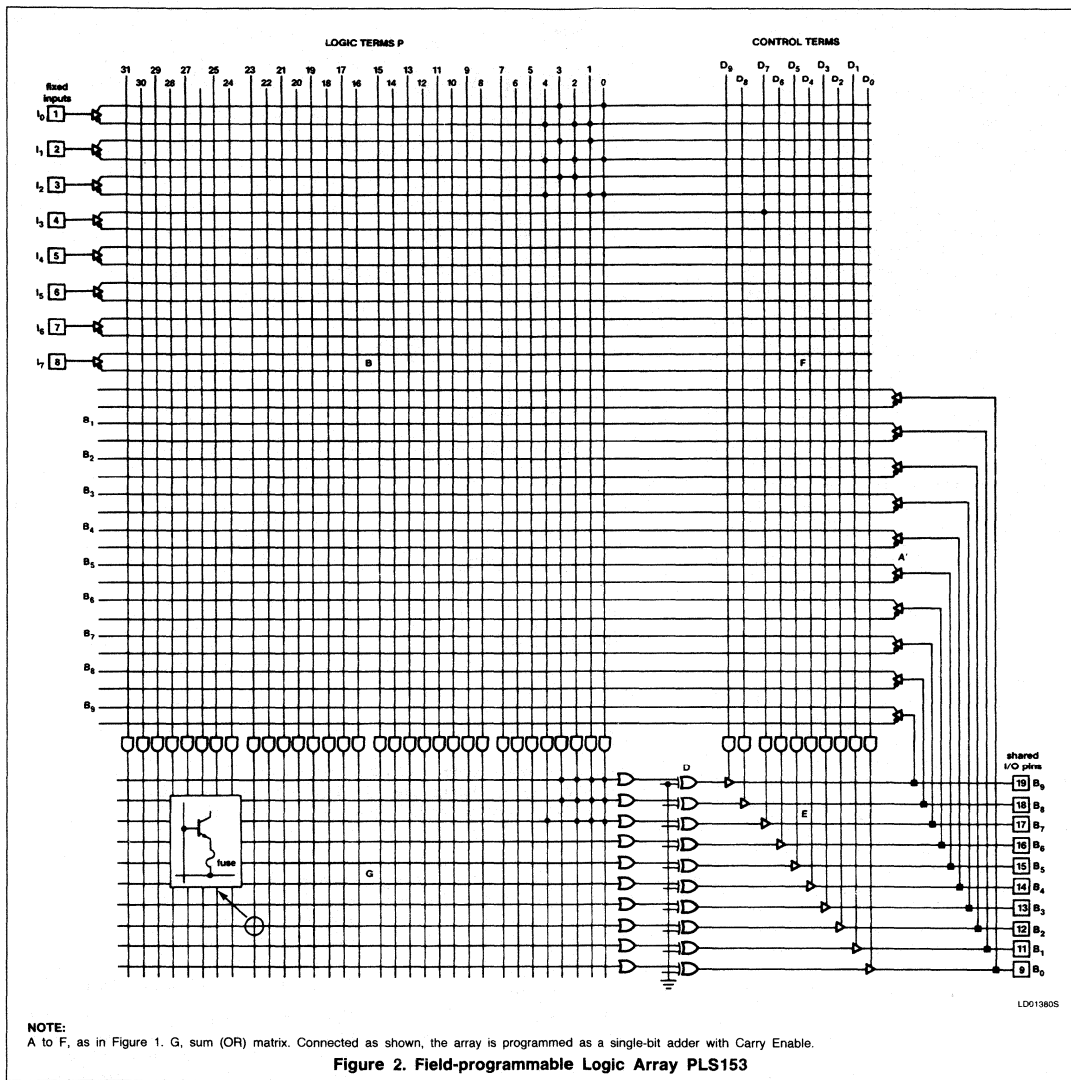 LOGIC TERMS P
CONTROL TERMS
31 29 27 25 23 21 19 17 15 13 11 9 7 5 3 1
30 28 26 24 22 20 18 16 14 12 10 8 6 4 2 0
D9 D7 D5 D3 D1
D8 D6 D4 D2 D0
fixed
inputs
I0 1
I1 2
I2 3
I3 4
I4 5
I5 6
I6 7
I7 8
B
F
B1
B2
B3
B4
B5
A'
B6
B7
B8
B9
shared
I/O pins
D
19 B9
18 B8
E
17 B7
16 B6
fuse
15 B5
G
14 B4
13 B3
12 B2
11 B1
9 B0
LD01380S
NOTE:
A to F, as in Figure 1. G, sum (OR) matrix. Connected as shown, the array is programmed as a single-bit adder with Carry Enable.
Figure 2. Field-programmable Logic Array PLS153